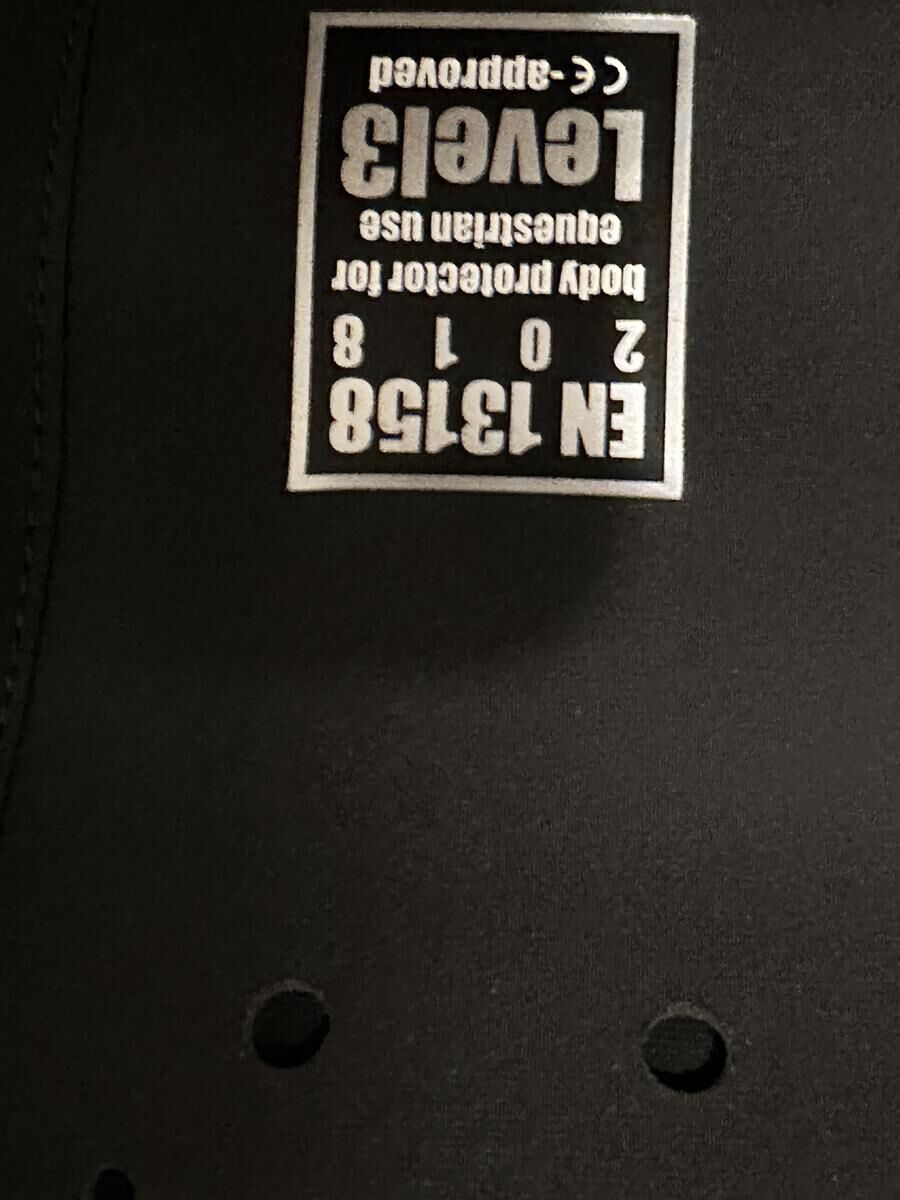 EN 13158
2 0 1 8
body protector for
equestrian use
Level3
CE-approved